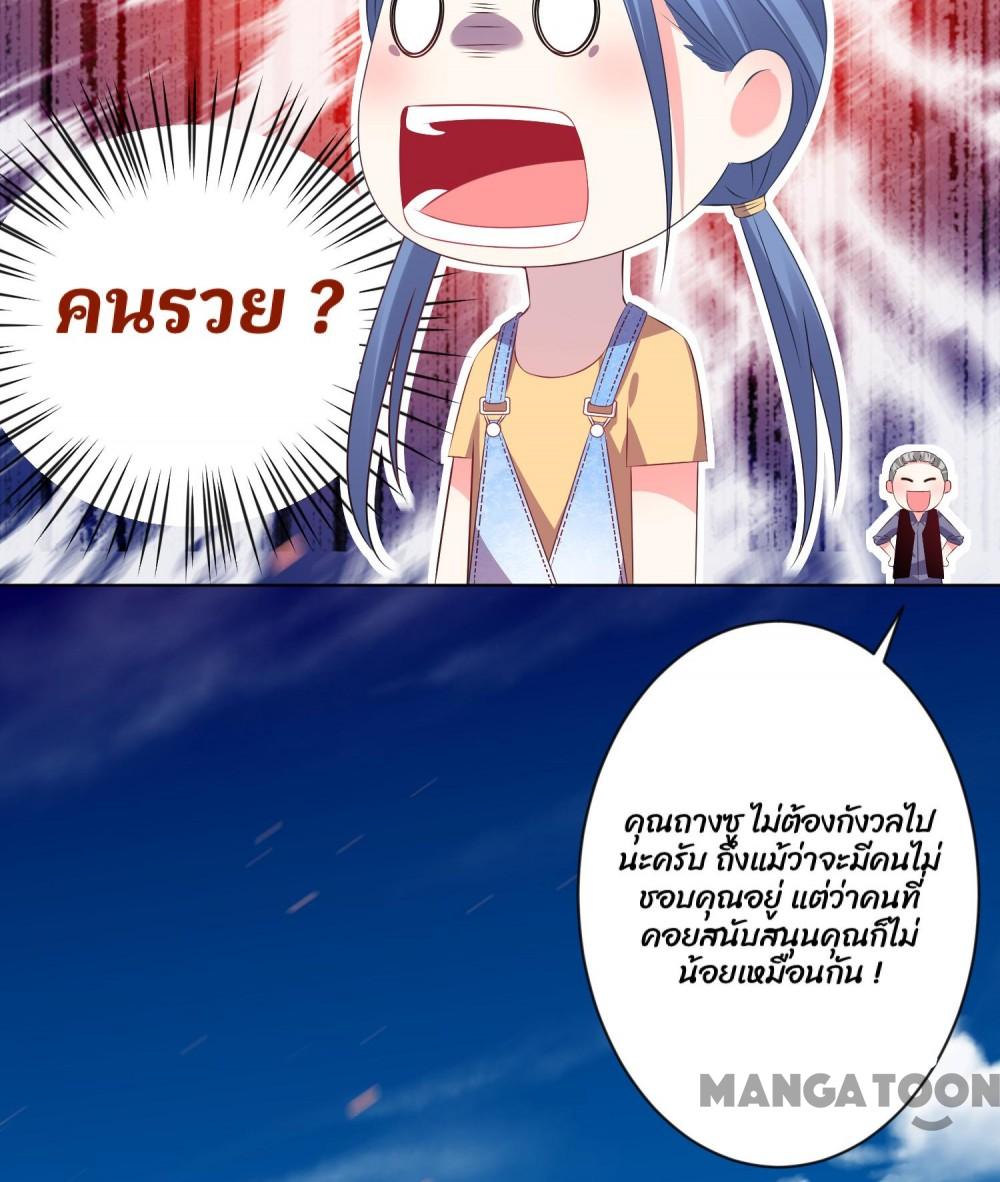 คนรวย ?
คุณถางซู ไม่ต้องกังวลไป
นะครับ ถึงแม้ว่าจะมีคนไม่
ชอบคุณอยู่ แต่ว่าคนที่
คอยสนับสนุนคุณก็ไม่
น้อยเหมือนกัน !
MANGATOON